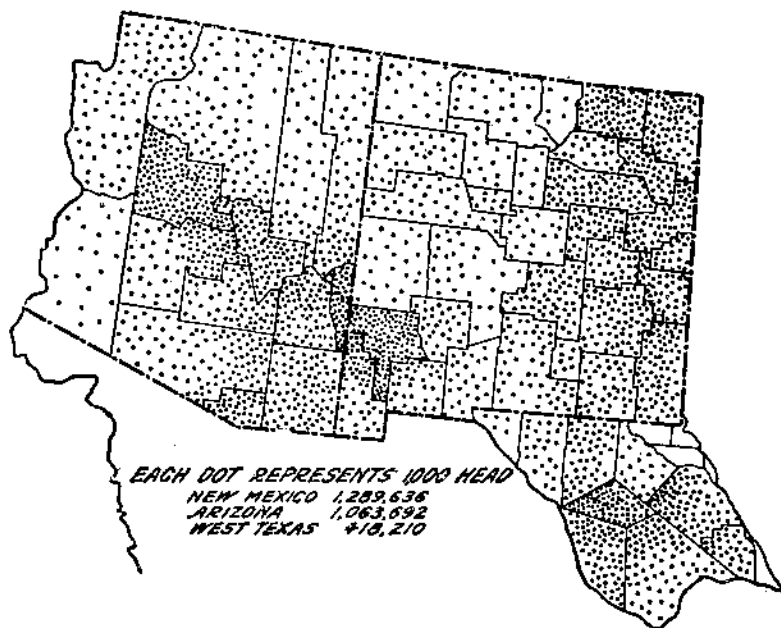 EACH DOT REPRESENTS 1,000 HEAD
NEW MEXICO 1,289,636
ARIZONA 1,063,692
WEST TEXAS 418,210